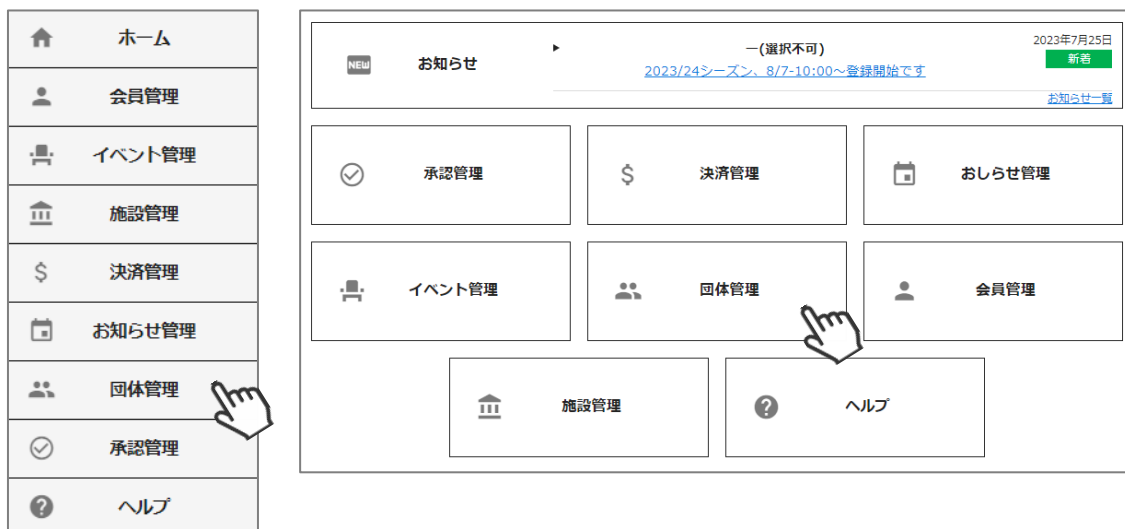 ホーム
会員管理
イベント管理
施設管理
決済管理
お知らせ管理
団体管理
承認管理
ヘルプ
NEW
お知らせ
ー(選択不可)
2023/24シーズン、8/7-10:00～登録開始です
2023年7月25日
新着
お知らせ一覧
承認管理
決済管理
おしらせ管理
イベント管理
団体管理
会員管理
施設管理
ヘルプ